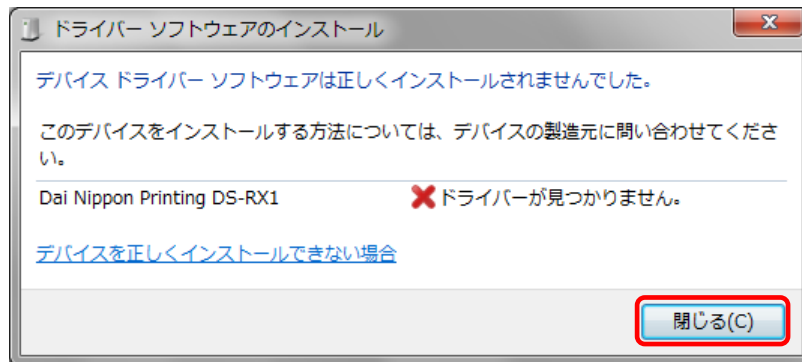 ドライバー ソフトウェアのインストール
デバイス ドライバー ソフトウェアは正しくインストールされませんでした。
このデバイスをインストールする方法については、デバイスの製造元に問い合わせてくださ
い。
Dai Nippon Printing DS-RX1 ドライバーが見つかりません。
デバイスを正しくインストールできない場合
閉じる(C)